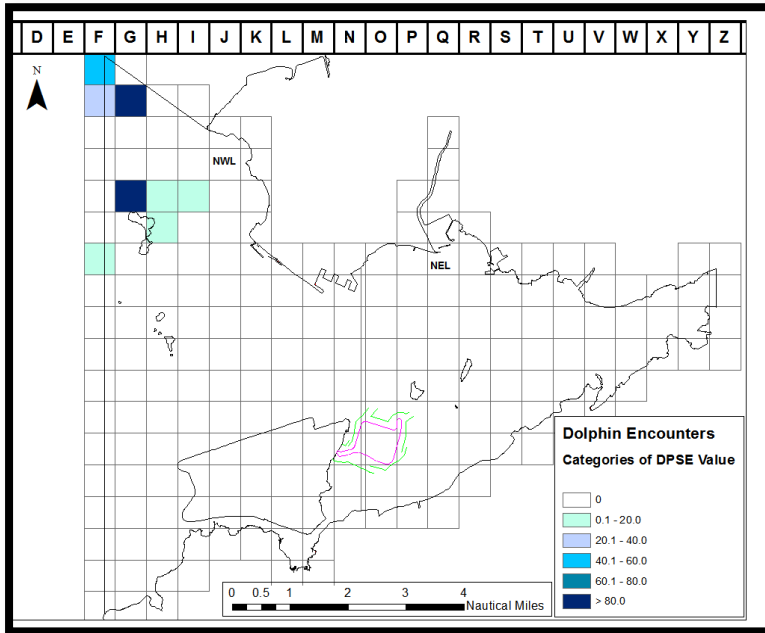 D E F G H I J K L M N O P Q R S T U V W X Y Z
N
NWL
NEL
Dolphin Encounters
Categories of DPSE Value
0
0.1 - 20.0
20.1 - 40.0
40.1 - 60.0
60.1 - 80.0
> 80.0
0 0.5 1 2 3 4
Nautical Miles